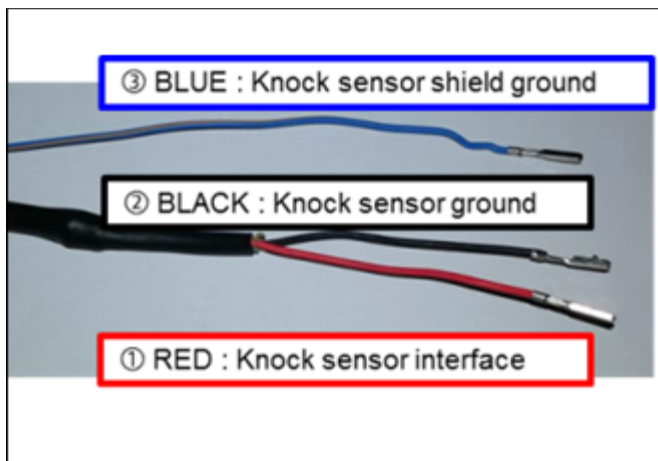 ③ BLUE : Knock sensor shield ground
② BLACK : Knock sensor ground
① RED : Knock sensor interface